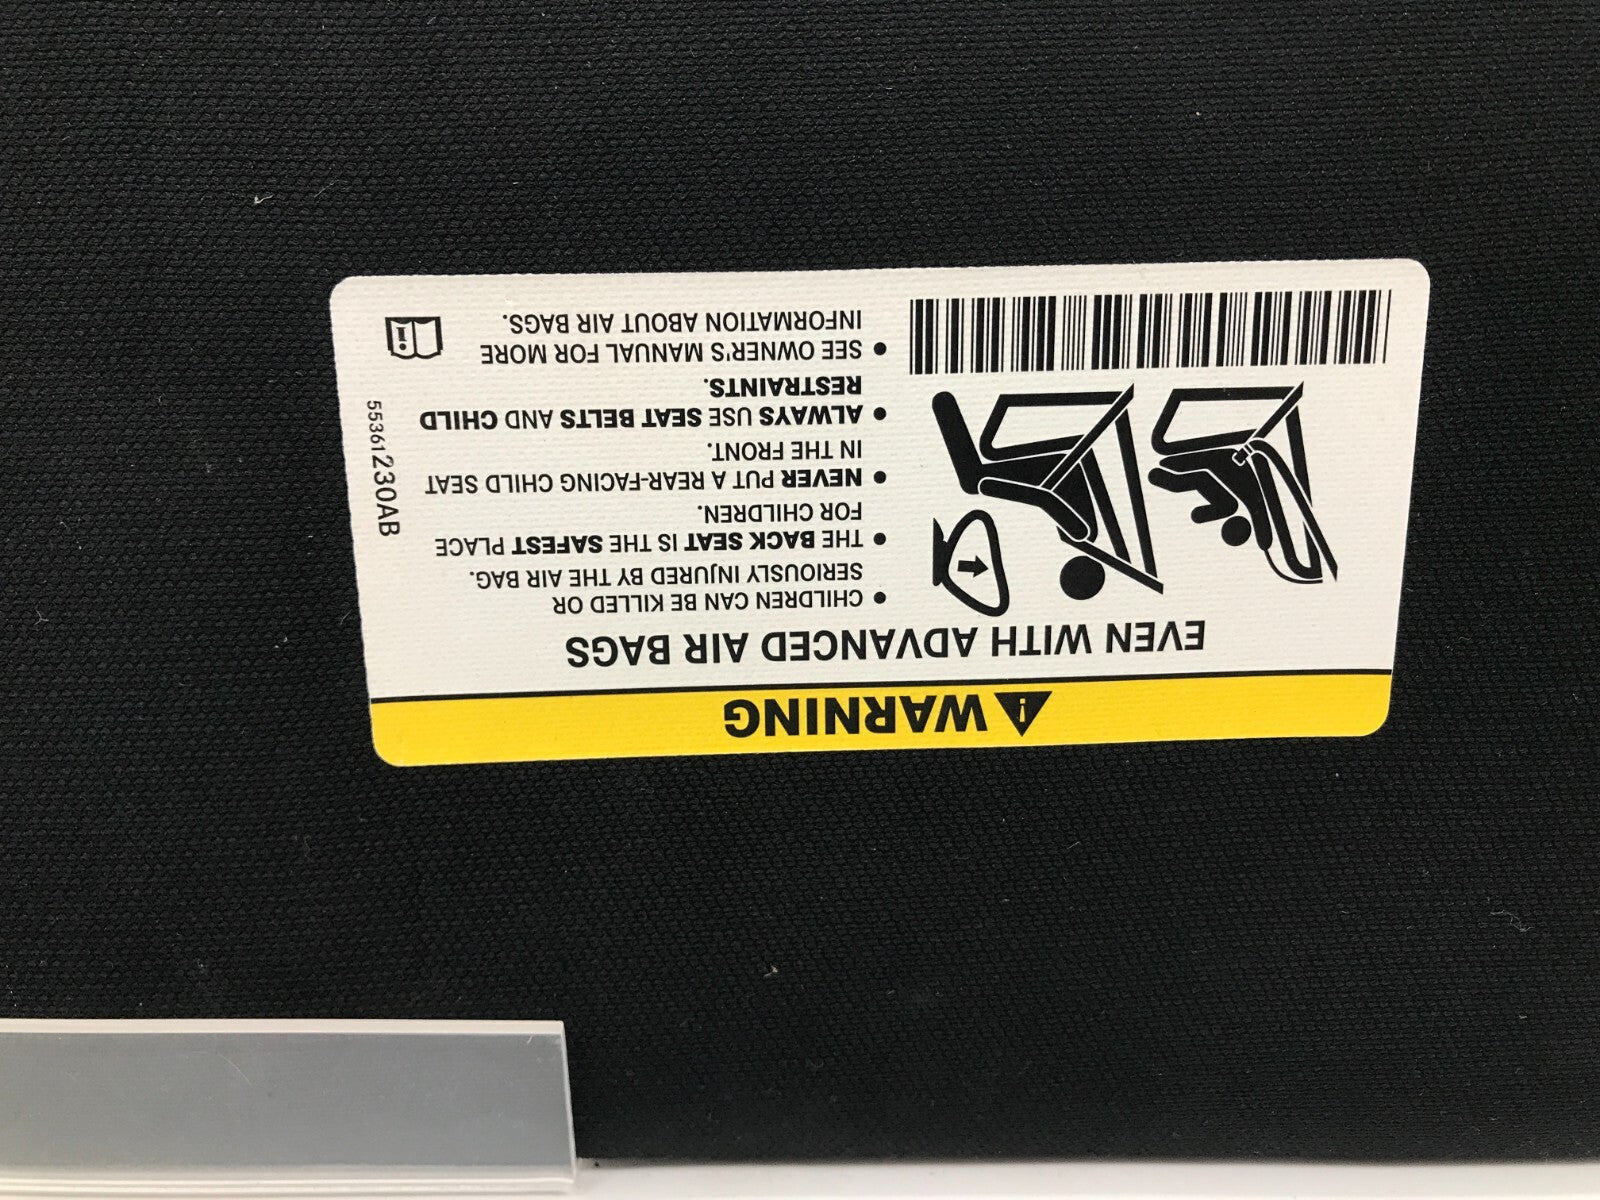 WARNING
EVEN WITH ADVANCED AIR BAGS
• CHILDREN CAN BE KILLED OR
SERIOUSLY INJURED BY THE AIR BAG.
• THE BACK SEAT IS THE SAFEST PLACE
FOR CHILDREN.
• NEVER PUT A REAR-FACING CHILD SEAT
IN THE FRONT.
• ALWAYS USE SEAT BELTS AND CHILD
RESTRAINTS.
• SEE OWNER'S MANUAL FOR MORE
INFORMATION ABOUT AIR BAGS.
55361230AB